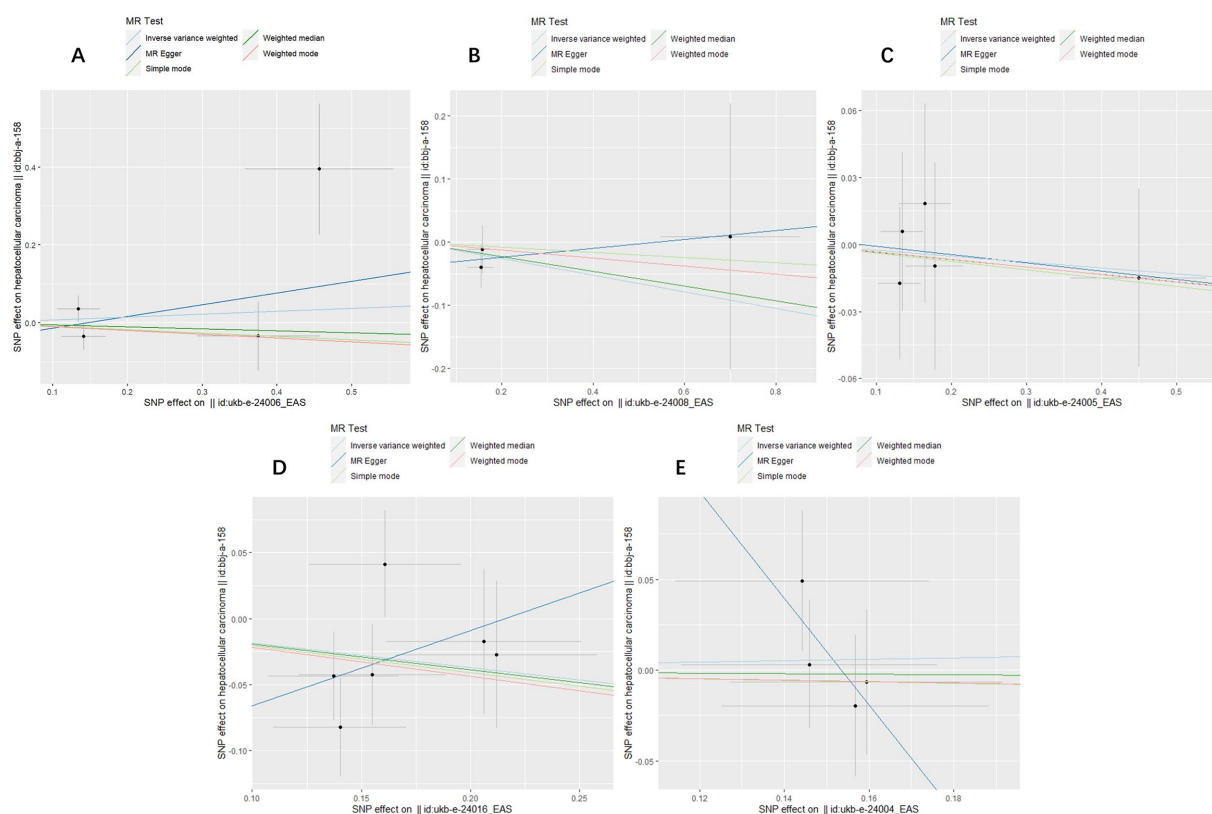 MR Test
Inverse variance weighted
Weighted median
MR Egger
Weighted mode
Simple mode
A
SNP effect on hepatocellular carcinoma || id:bbj-a-158
0.4
0.2
0.0
0.1
0.2
0.3
0.4
0.5
SNP effect on || id:ukb-e-24006_EAS
MR Test
Inverse variance weighted
Weighted median
MR Egger
Weighted mode
Simple mode
B
SNP effect on hepatocellular carcinoma || id:bbj-a-158
0.2
0.1
0.0
-0.1
-0.2
0.2
0.4
0.6
0.8
SNP effect on || id:ukb-e-24008_EAS
MR Test
Inverse variance weighted
Weighted median
MR Egger
Weighted mode
Simple mode
C
SNP effect on hepatocellular carcinoma || id:bbj-a-158
0.06
0.03
0.00
-0.03
-0.06
0.1
0.2
0.3
0.4
0.5
SNP effect on || id:ukb-e-24005_EAS
MR Test
Inverse variance weighted
Weighted median
MR Egger
Weighted mode
Simple mode
D
SNP effect on hepatocellular carcinoma || id:bbj-a-158
0.05
0.00
-0.05
-0.10
0.10
0.15
0.20
0.25
SNP effect on || id:ukb-e-24016_EAS
MR Test
Inverse variance weighted
Weighted median
MR Egger
Weighted mode
Simple mode
E
SNP effect on hepatocellular carcinoma || id:bbj-a-158
0.05
0.00
-0.05
0.12
0.14
0.16
0.18
SNP effect on || id:ukb-e-24004_EAS